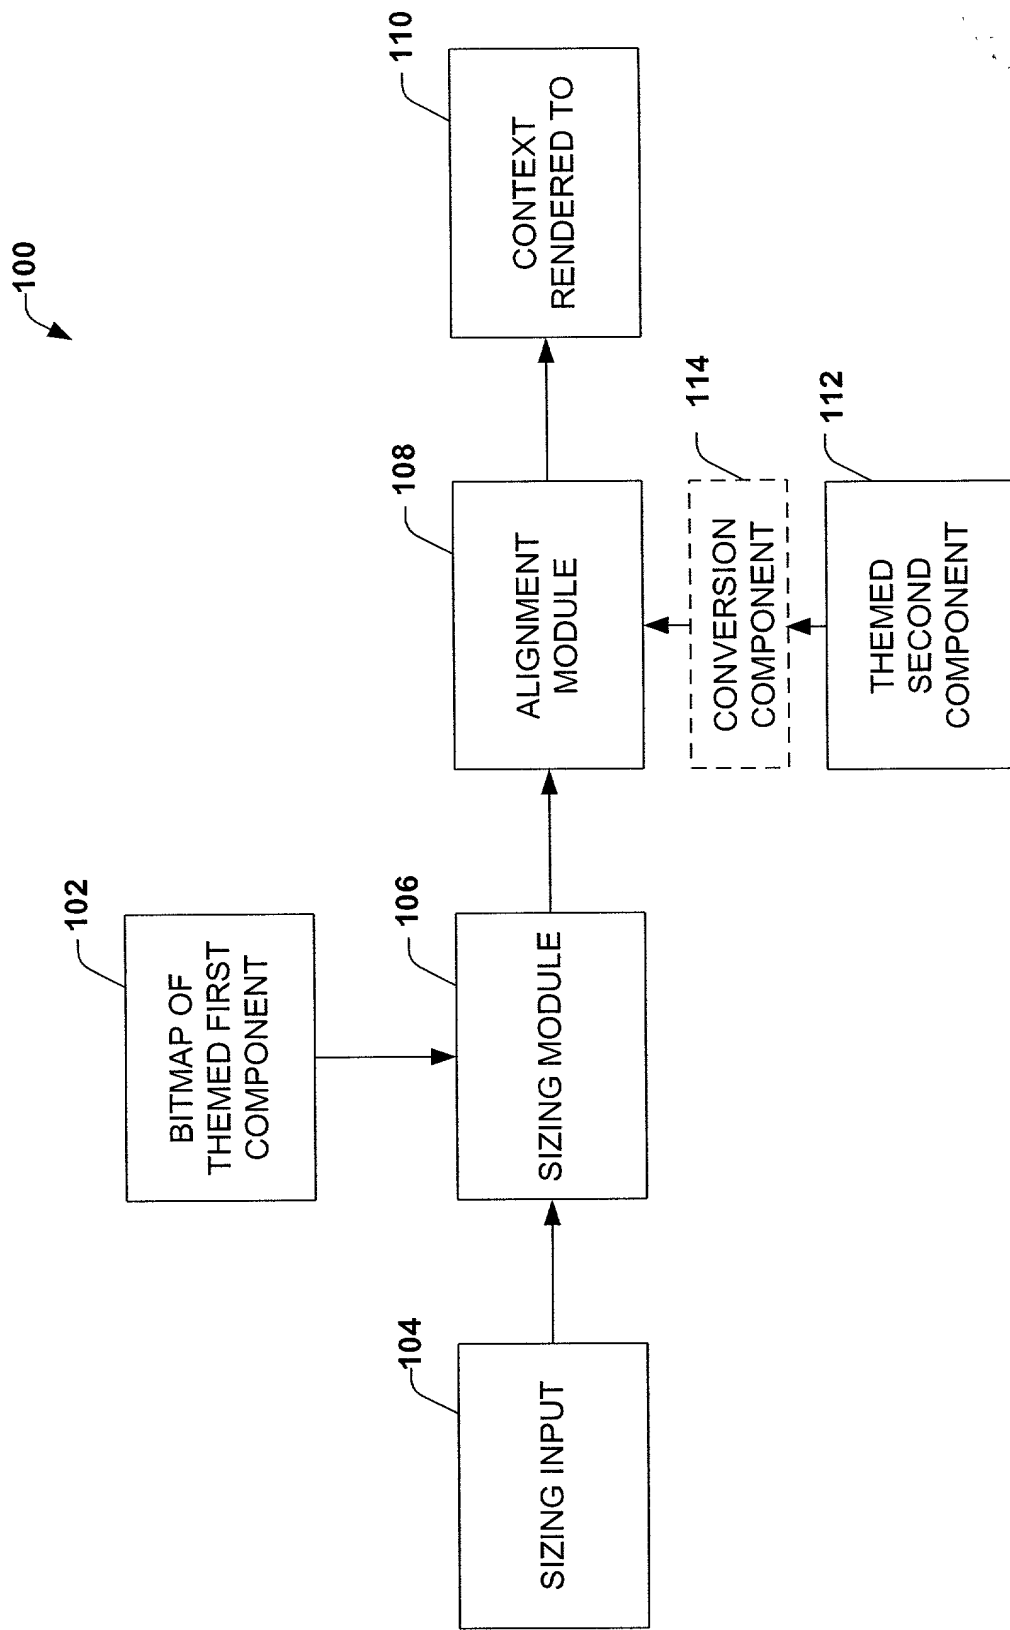 100
102
BITMAP OF
THEMED FIRST
COMPONENT
104
SIZING INPUT
106
SIZING MODULE
108
ALIGNMENT
MODULE
110
CONTEXT
RENDERED TO
114
CONVERSION
COMPONENT
112
THEMED
SECOND
COMPONENT